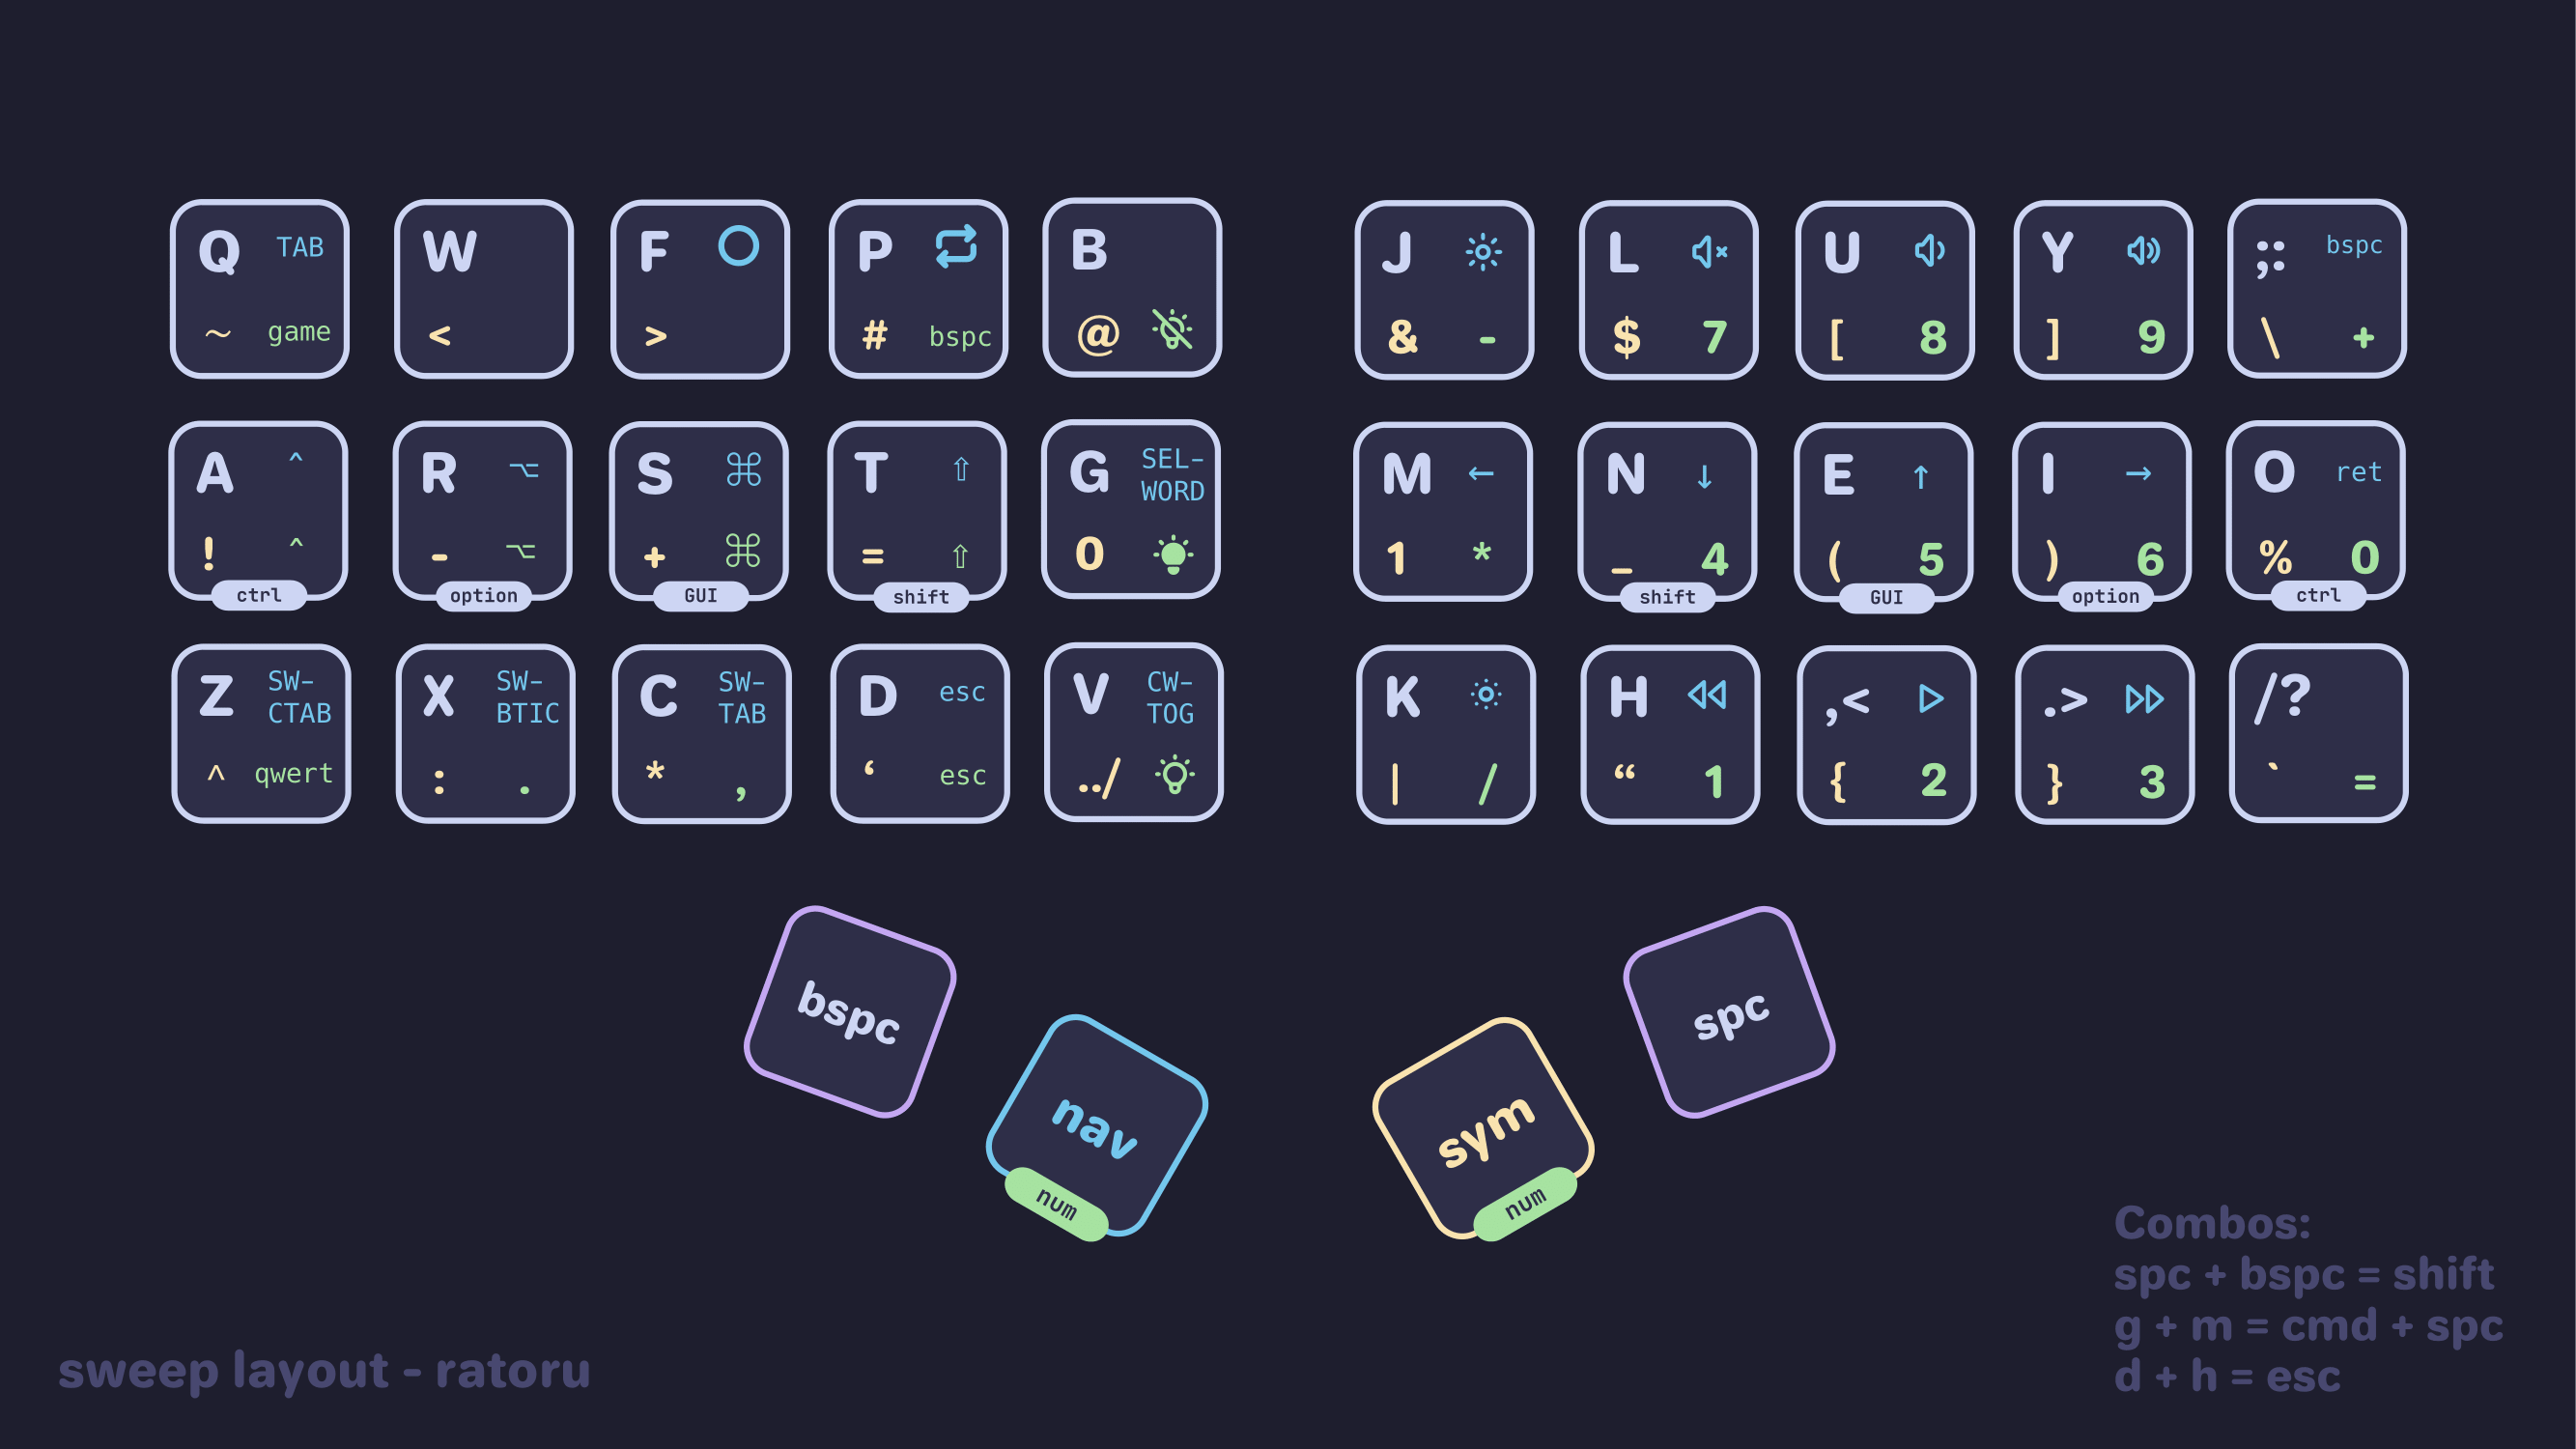 Q TAB
~ game
W
<
F
>
P
# bspc
B
@
J
& -
L
$ 7
U
[ 8
Y
] 9
;: bspc
\ +
A ^
! ^
ctrl
R ⌥
- ⌥
option
S ⌘
+ ⌘
GUI
T ⇧
= ⇧
shift
G SEL-
WORD
0
M ←
1 *
N ↓
_ 4
shift
E ↑
( 5
GUI
I →
) 6
option
O ret
% 0
ctrl
Z SW-
CTAB
^ qwert
X SW-
BTIC
: .
C SW-
TAB
* ,
D esc
‘ esc
V CW-
TOG
../
K
| /
H
“ 1
,<
{ 2
.>
} 3
/?
` =
bspc
nav
num
sym
num
spc
Combos:
spc + bspc = shift
g + m = cmd + spc
d + h = esc
sweep layout - ratoru